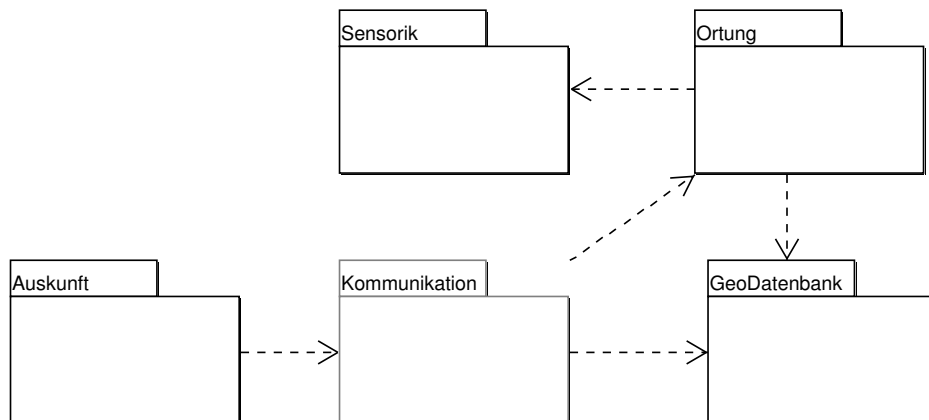 Sensorik
Ortung
Auskunft
Kommunikation
GeoDatenbank